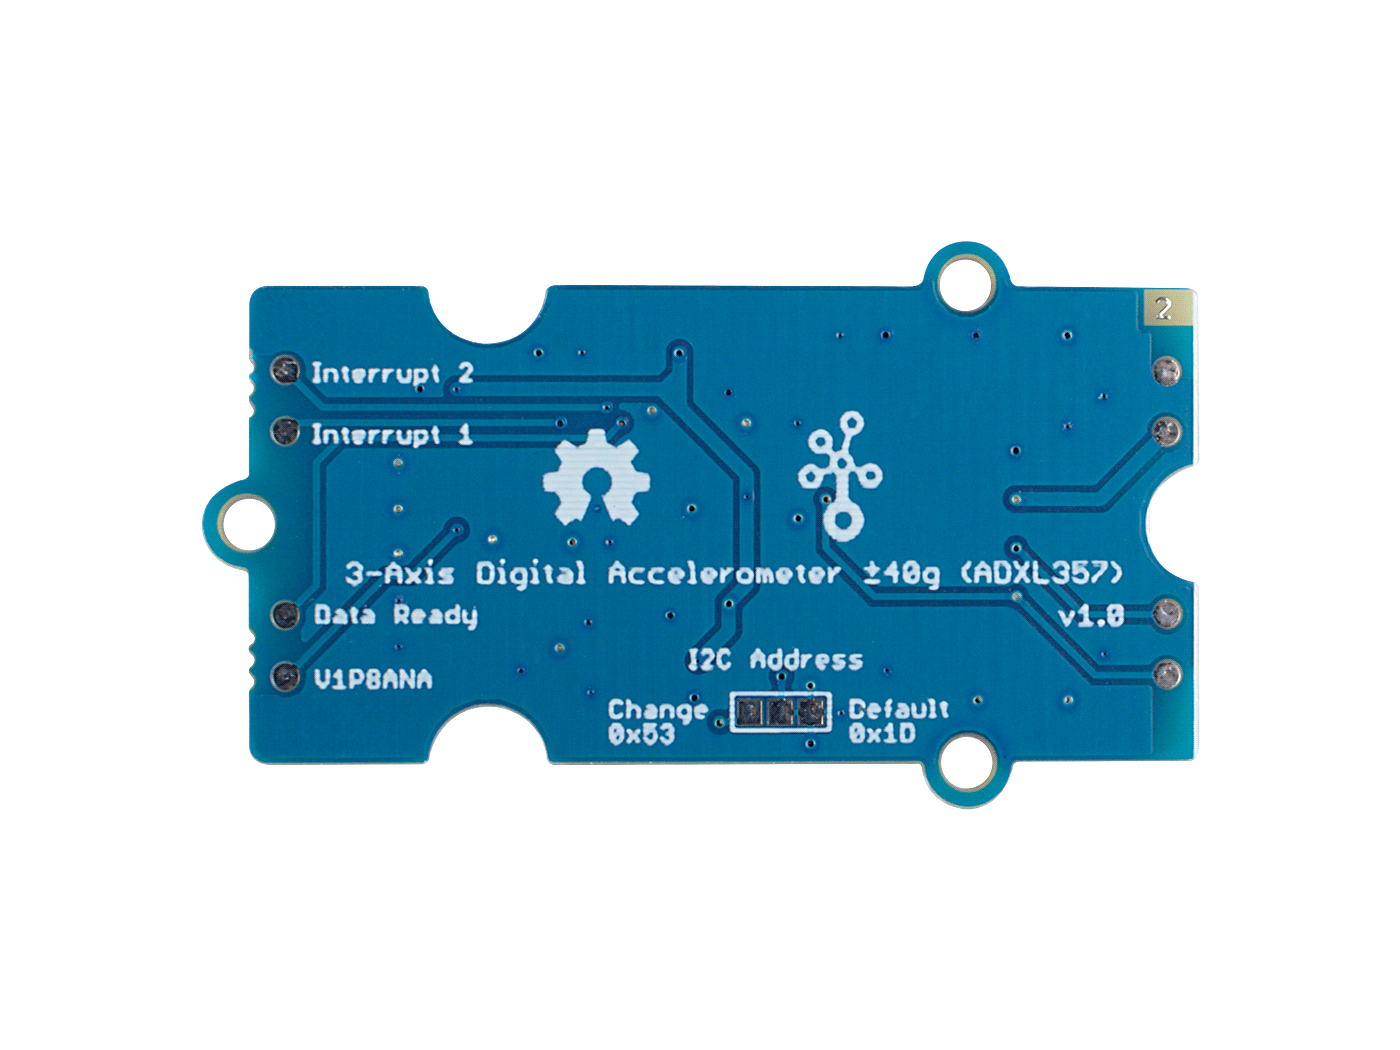 2
Interrupt 2
Interrupt 1
3-Axis Digital Accelerometer ±40g (ADXL357)
Data Ready
v1.0
V1P8ANA
I2C Address
Change
0x53
Default
0x1D